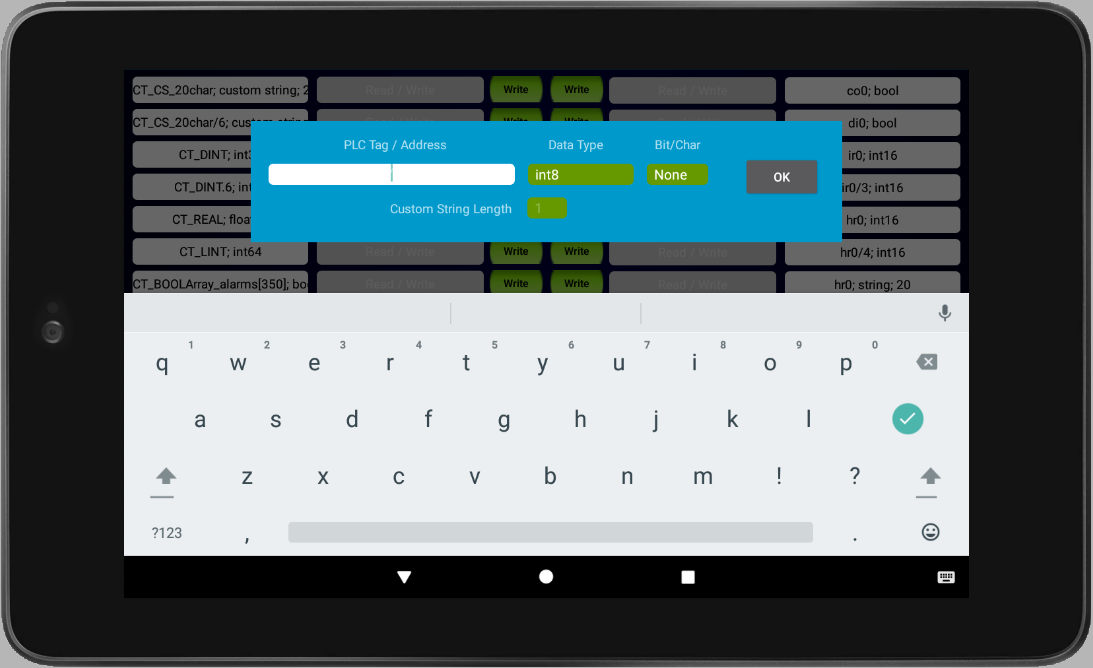 CT_CS_20char; custom string; 2 Read / Write Write Write Read / Write co0; bool
CT_CS_20char/6; custom string Write Write di0; bool
PLC Tag / Address Data Type Bit/Char
CT_DINT; int3 ir0; int16
int8 None OK
CT_DINT.6; int ir0/3; int16
Custom String Length 1
CT_REAL; float hr0; int16
CT_LINT; int64 Read / Write Write Write Read / Write hr0/4; int16
CT_BOOLArray_alarms[350]; boo Read / Write Write Write Read / Write hr0; string; 20
1 2 3 4 5 6 7 8 9 0
q w e r t y u i o p
a s d f g h j k l
z x c v b n m ! ?
?123 , .